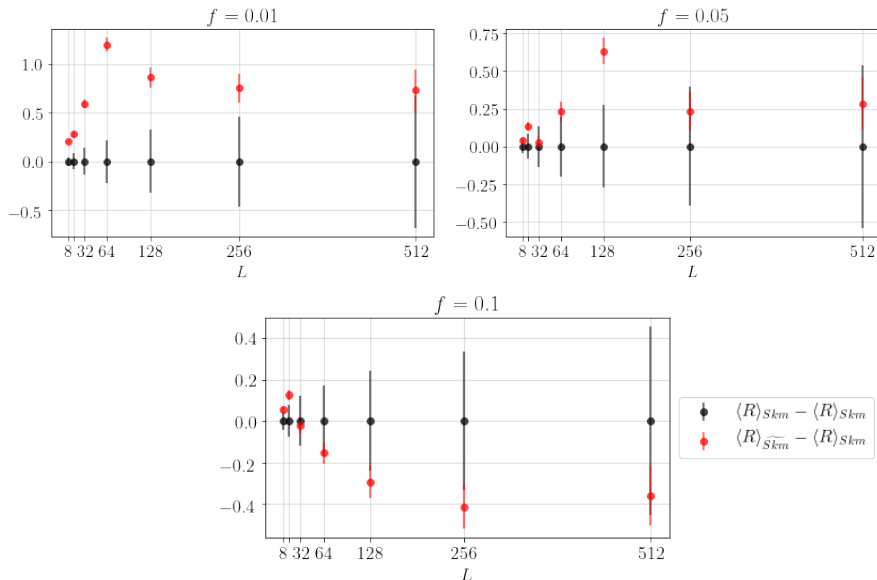 f = 0.01
1.0
0.5
0.0
−0.5
8 32 64 128 256 512
L
f = 0.05
0.75
0.50
0.25
0.00
−0.25
−0.50
8 32 64 128 256 512
L
f = 0.1
0.4
0.2
0.0
−0.2
−0.4
8 32 64 128 256 512
L
⟨R⟩Skm − ⟨R⟩Skm
⟨R⟩S͠km − ⟨R⟩Skm